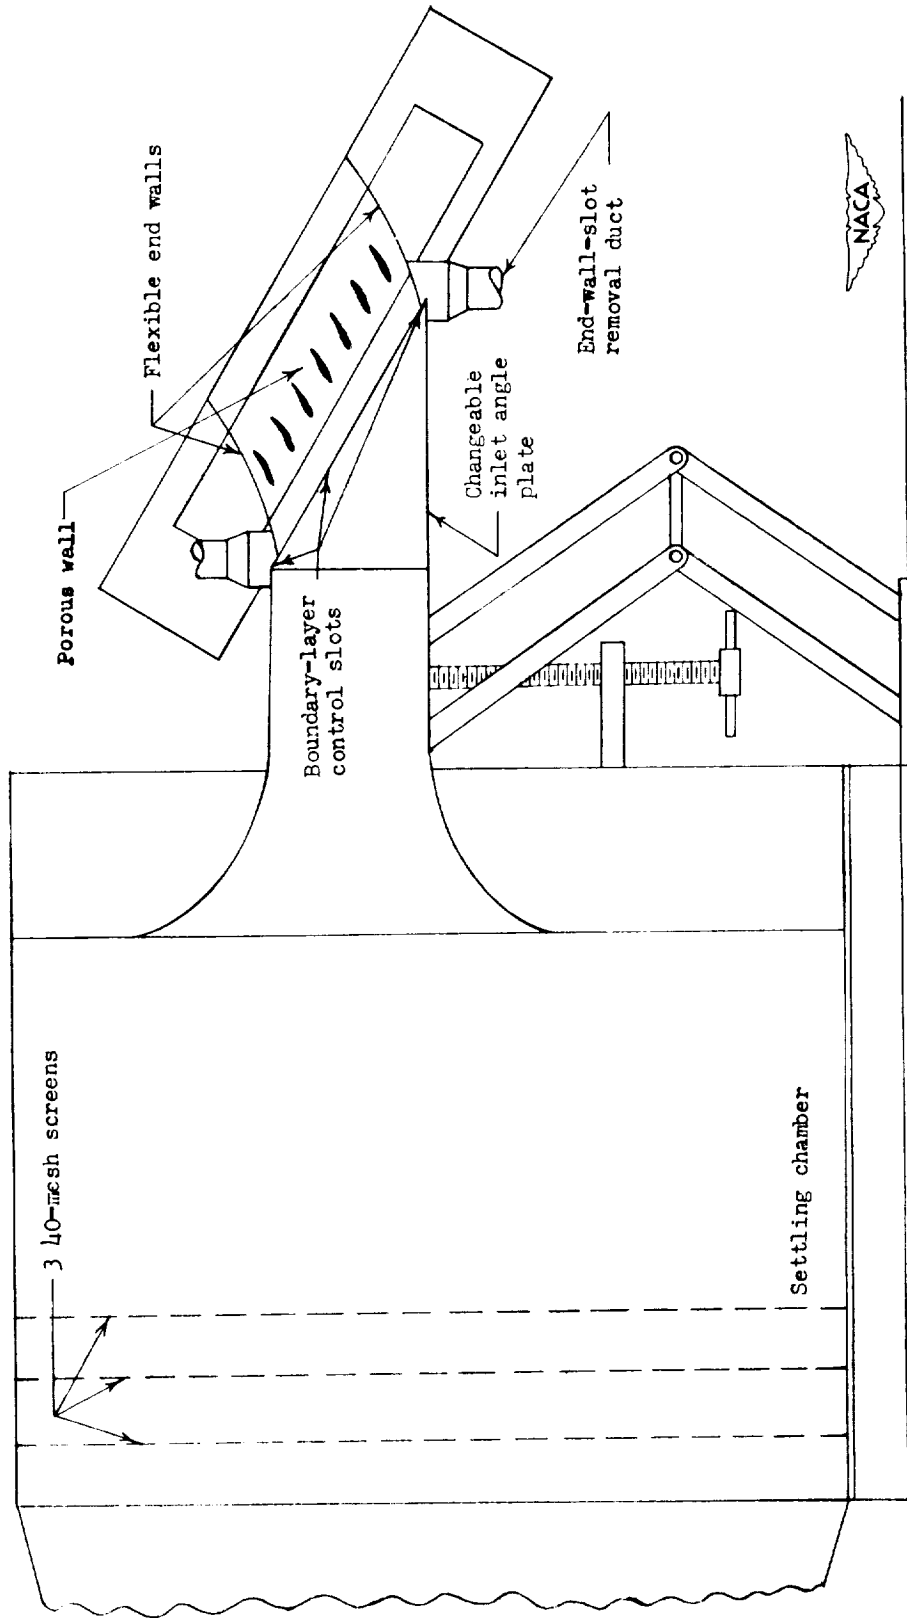 3 40-mesh screens
Settling chamber
Porous wall
Flexible end walls
Boundary-layer
control slots
Changeable
inlet angle
plate
End-wall-slot
removal duct
NACA